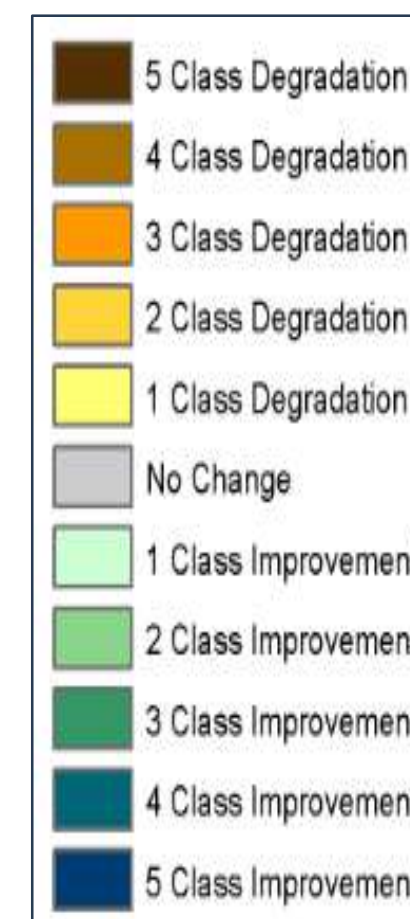 5 Class Degradation
4 Class Degradation
3 Class Degradation
2 Class Degradation
1 Class Degradation
No Change
1 Class Improvemen
2 Class Improvemen
3 Class Improvemen
4 Class Improvemen
5 Class Improvemen